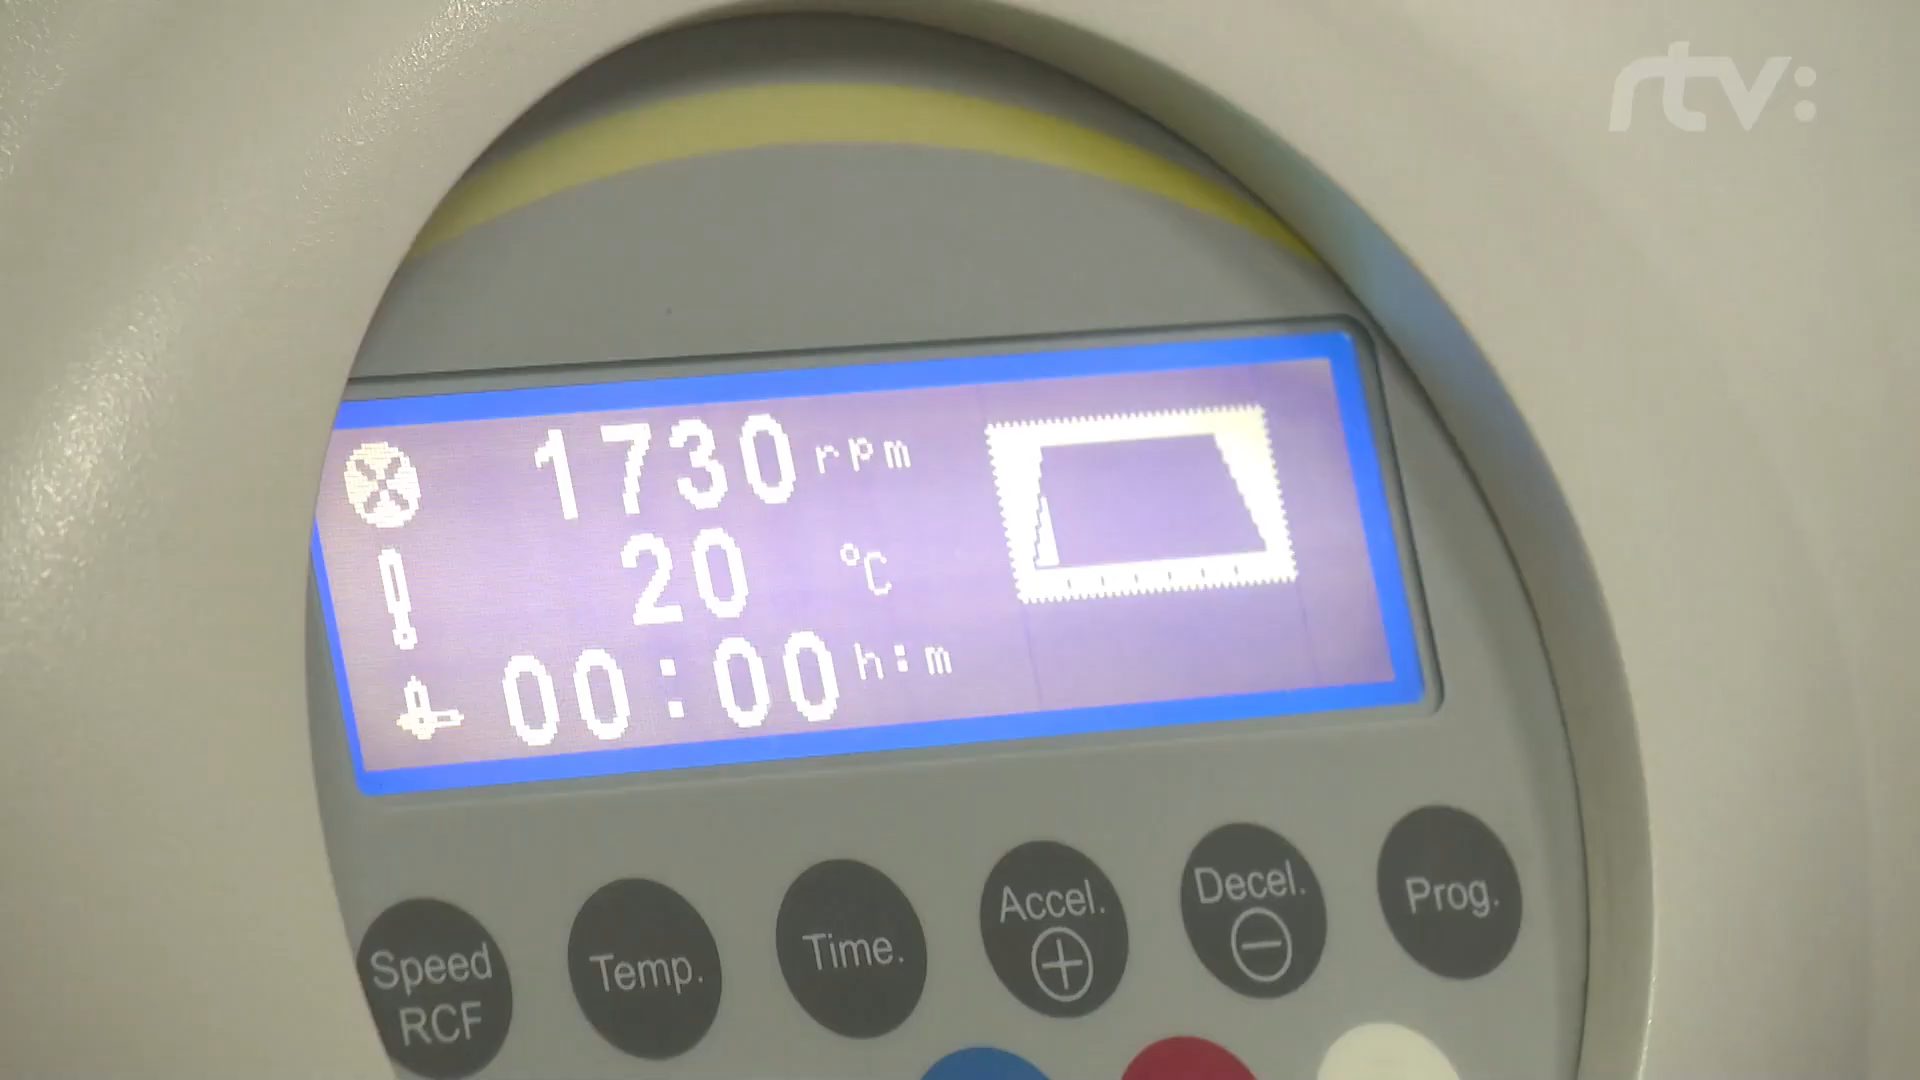 rtv:
1730 rpm
20 °C
00:00 h:m
Speed RCF
Temp.
Time.
Accel. +
Decel. −
Prog.